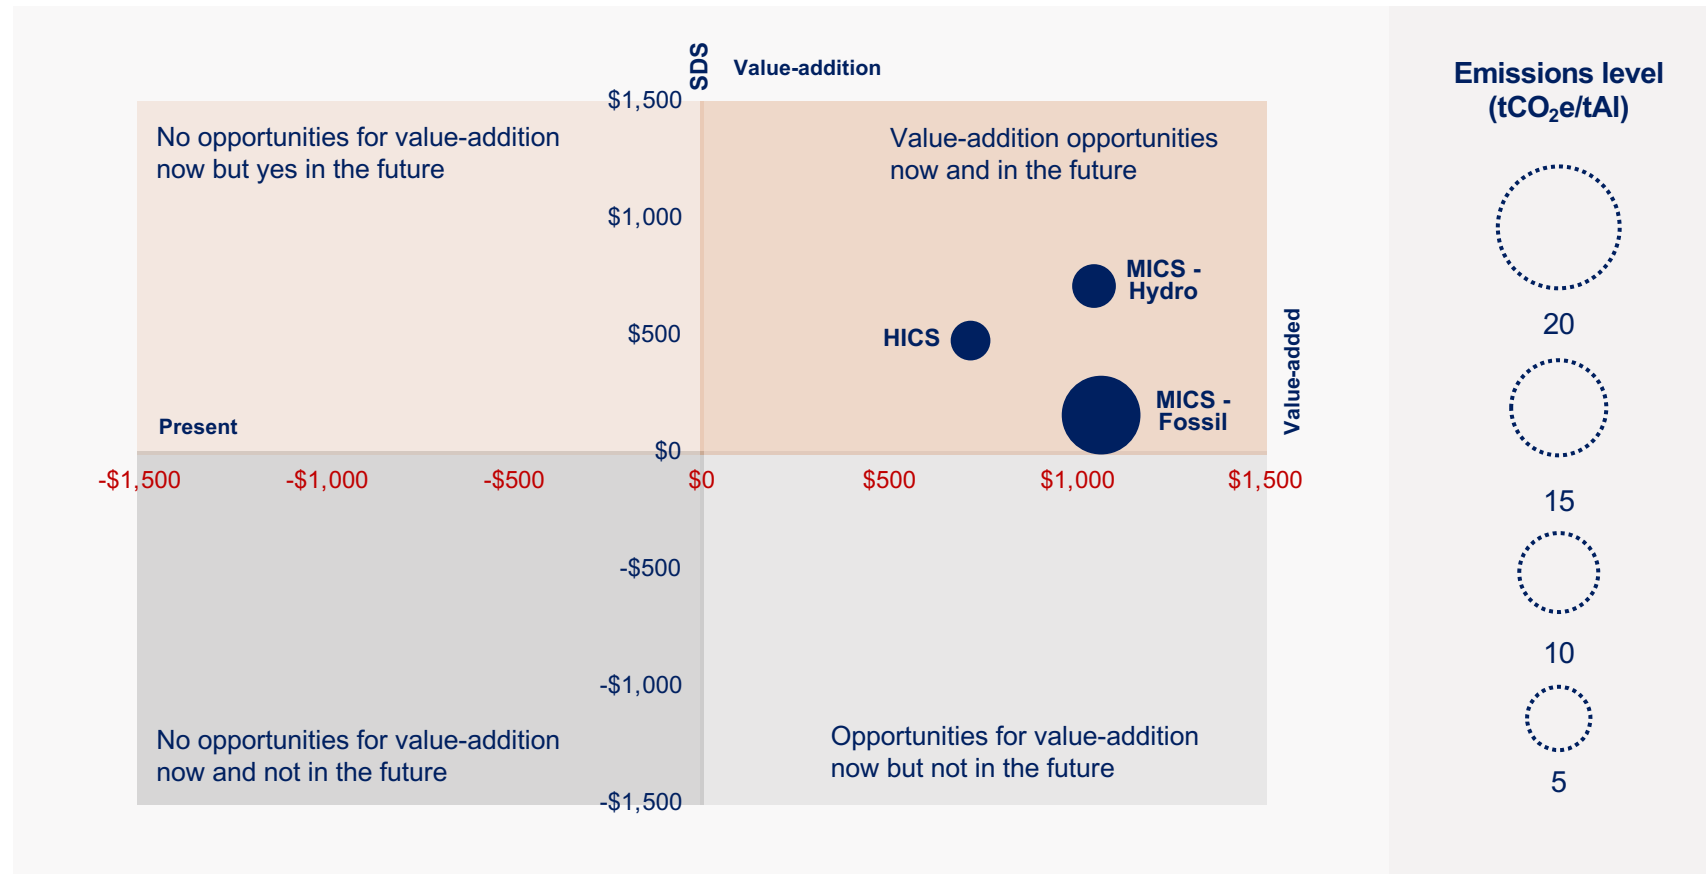 SDS
Value-addition
Emissions level
(tCO₂e/tAl)
$1,500
No opportunities for value-addition
now but yes in the future
Value-addition opportunities
now and in the future
$1,000
MICS -
Hydro
20
$500
HICS
Value-added
MICS -
Fossil
Present
$0
-$1,500
-$1,000
-$500
$0
$500
$1,000
$1,500
15
-$500
10
-$1,000
No opportunities for value-addition
now and not in the future
Opportunities for value-addition
now but not in the future
5
-$1,500